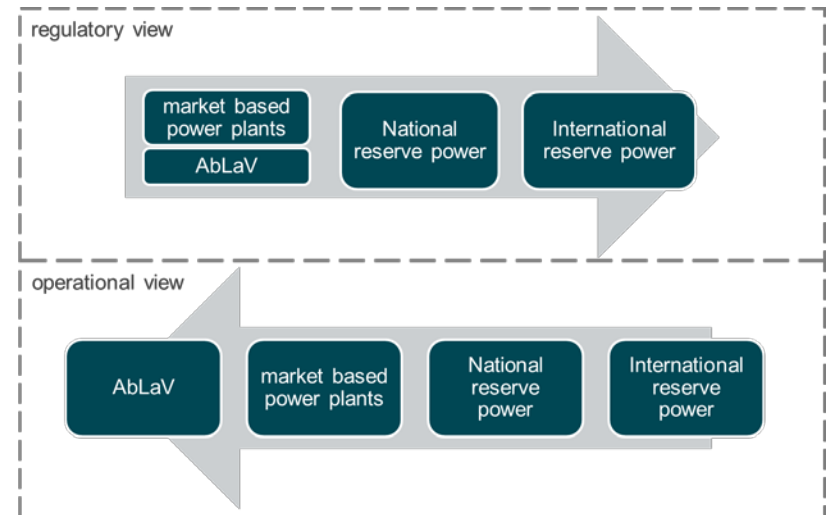 regulatory view
market based
power plants
AbLaV
National
reserve power
International
reserve power
operational view
AbLaV
market based
power plants
National
reserve
power
International
reserve
power